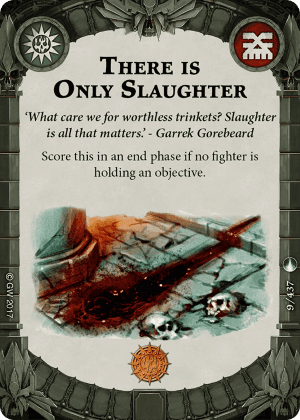 THERE IS
ONLY SLAUGHTER
‘What care we for worthless trinkets? Slaughter
is all that matters.’ - Garrek Gorebeard
Score this in an end phase if no fighter is
holding an objective.
© GW 2017
9/437